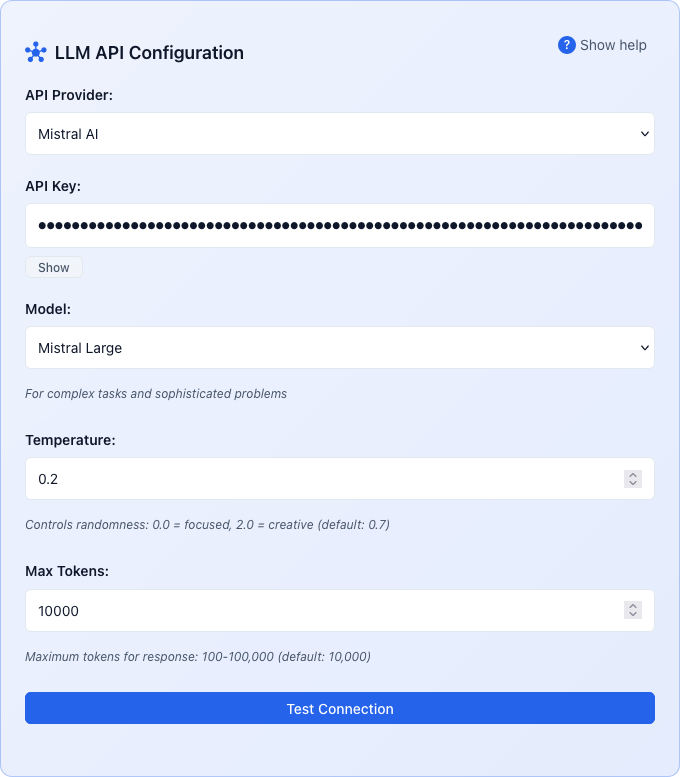 LLM API Configuration
? Show help
API Provider:
Mistral AI
API Key:
••••••••••••••••••••••••••••••••••••••••••••••••••••••••••••••••••••••••
Show
Model:
Mistral Large
For complex tasks and sophisticated problems
Temperature:
0.2
Controls randomness: 0.0 = focused, 2.0 = creative (default: 0.7)
Max Tokens:
10000
Maximum tokens for response: 100-100,000 (default: 10,000)
Test Connection